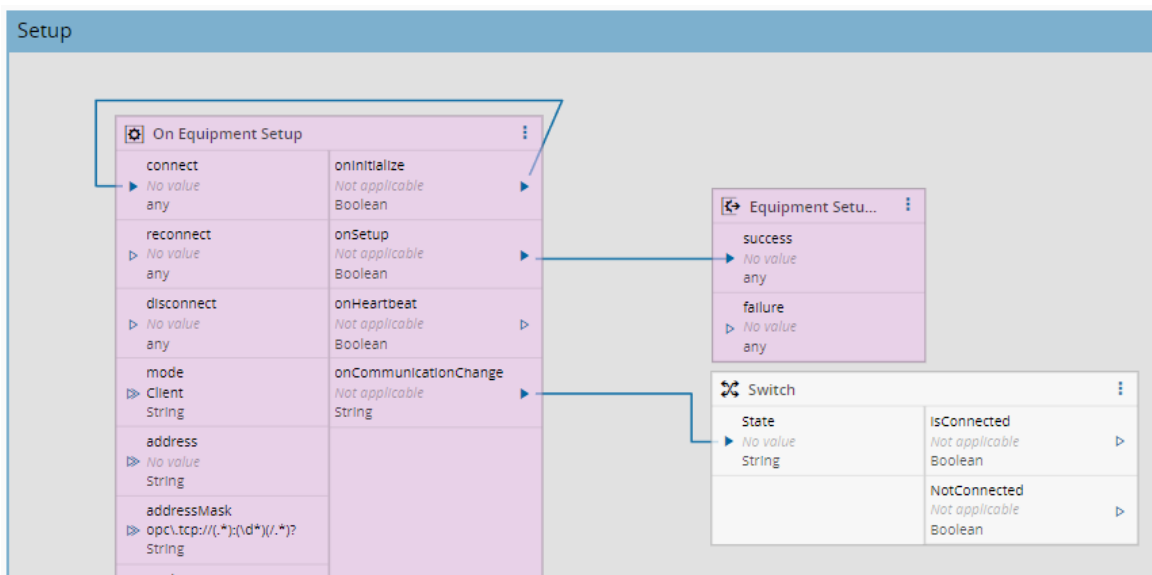 Setup
On Equipment Setup
connect
No value
any
onInitialize
Not applicable
Boolean
reconnect
No value
any
onSetup
Not applicable
Boolean
disconnect
No value
any
onHeartbeat
Not applicable
Boolean
mode
Client
String
onCommunicationChange
Not applicable
String
address
No value
String
addressMask
opc\.tcp://(.*):(\d*)(/.*)?
String
Equipment Setu...
success
No value
any
failure
No value
any
Switch
State
No value
String
IsConnected
Not applicable
Boolean
NotConnected
Not applicable
Boolean